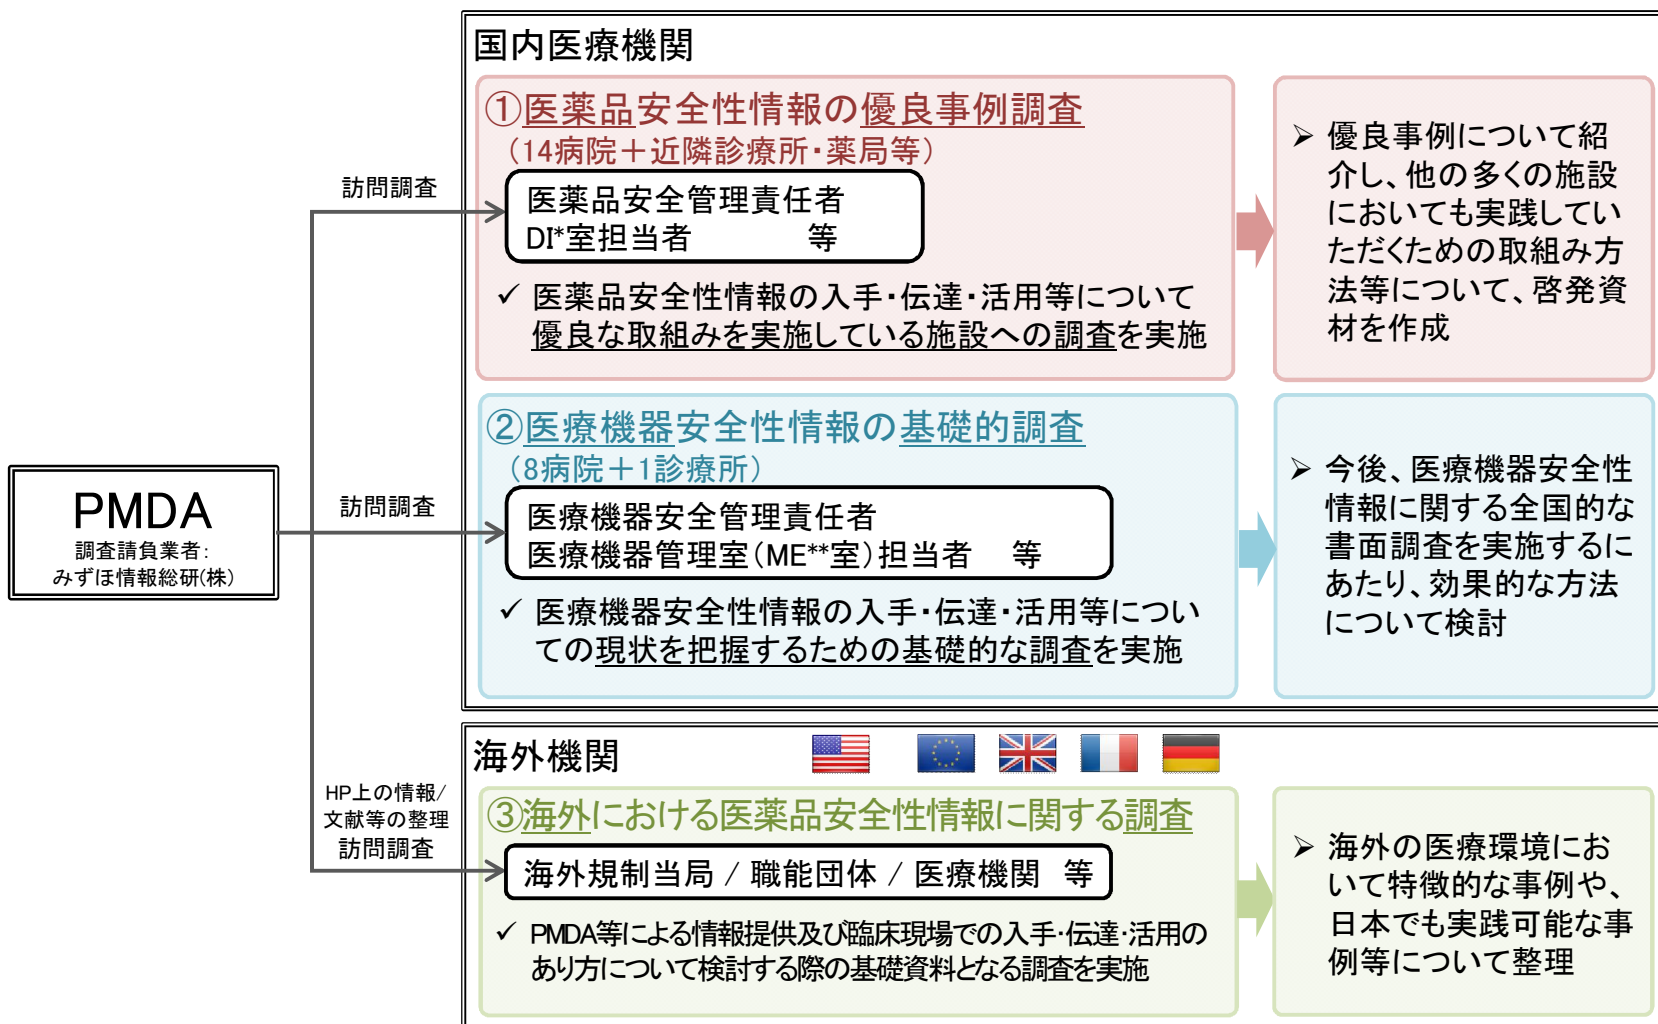 国内医療機関
①医薬品安全性情報の優良事例調査
（14病院＋近隣診療所・薬局等）
訪問調査
医薬品安全管理責任者
DI*室担当者　　　　等
✓ 医薬品安全性情報の入手・伝達・活用等について
優良な取組みを実施している施設への調査を実施
➢ 優良事例について紹
介し、他の多くの施設
においても実践してい
ただくための取組み方
法等について、啓発資
材を作成
②医療機器安全性情報の基礎的調査
（8病院＋1診療所）
PMDA
調査請負業者：
みずほ情報総研(株)
訪問調査
医療機器安全管理責任者
医療機器管理室（ME**室）担当者　等
✓ 医療機器安全性情報の入手・伝達・活用等につい
ての現状を把握するための基礎的な調査を実施
➢ 今後、医療機器安全性
情報に関する全国的な
書面調査を実施するに
あたり、効果的な方法
について検討
海外機関
HP上の情報/
文献等の整理
訪問調査
③海外における医薬品安全性情報に関する調査
海外規制当局 / 職能団体 / 医療機関　等
✓ PMDA等による情報提供及び臨床現場での入手・伝達・活用の
あり方について検討する際の基礎資料となる調査を実施
➢ 海外の医療環境にお
いて特徴的な事例や、
日本でも実践可能な事
例等について整理